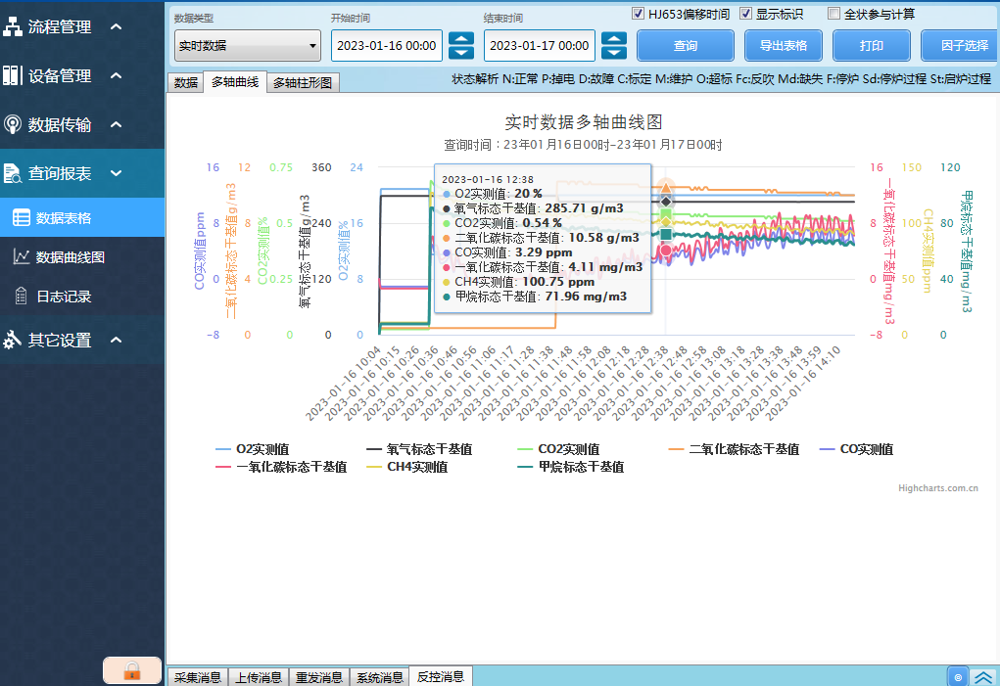 流程管理
设备管理
数据传输
查询报表
数据表格
数据曲线图
日志记录
其它设置
数据类型
实时数据
开始时间
2023-01-16 00:00
结束时间
2023-01-17 00:00
HJ653偏移时间 显示标识 全状参与计算
查询 导出表格 打印 因子选择
数据 多轴曲线 多轴柱形图
状态解析 N:正常 P:掉电 D:故障 C:标定 M:维护 O:超标 Fc:反吹 Md:缺失 F:停炉 Sd:停炉过程 St:启炉过程
实时数据多轴曲线图
查询时间：23年01月16日00时-23年01月17日00时
16 12 0.75 360 24
8 8 0.5 240 16
0 4 0.25 120 8
-8 0 0 0 0
CO实测值ppm
二氧化碳标态干基值g/m3
CO2实测值%
氧气标态干基值g/m3
O2实测值%
2023-01-16 12:38
O2实测值: 20 %
氧气标态干基值: 285.71 g/m3
CO2实测值: 0.54 %
二氧化碳标态干基值: 10.58 g/m3
CO实测值: 3.29 ppm
一氧化碳标态干基值: 4.11 mg/m3
CH4实测值: 100.75 ppm
甲烷标态干基值: 71.96 mg/m3
16 150 120
8 100 80
0 50 40
-8 0 0
一氧化碳标态干基值mg/m3
CH4实测值ppm
甲烷标态干基值mg/m3
2023-01-16 10:04
2023-01-16 10:15
2023-01-16 10:26
2023-01-16 10:36
2023-01-16 10:46
2023-01-16 10:56
2023-01-16 11:06
2023-01-16 11:17
2023-01-16 11:28
2023-01-16 11:38
2023-01-16 11:48
2023-01-16 11:58
2023-01-16 12:08
2023-01-16 12:18
2023-01-16 12:28
2023-01-16 12:38
2023-01-16 12:48
2023-01-16 12:58
2023-01-16 13:08
2023-01-16 13:18
2023-01-16 13:28
2023-01-16 13:38
2023-01-16 13:48
2023-01-16 13:59
2023-01-16 14:10
O2实测值 氧气标态干基值 CO2实测值 二氧化碳标态干基值 CO实测值
一氧化碳标态干基值 CH4实测值 甲烷标态干基值
Highcharts.com.cn
采集消息 上传消息 重发消息 系统消息 反控消息